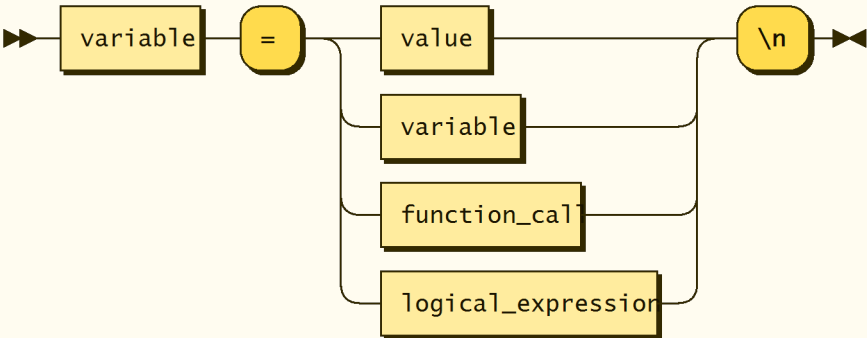 variable = value \n
variable
function_call
logical_expression